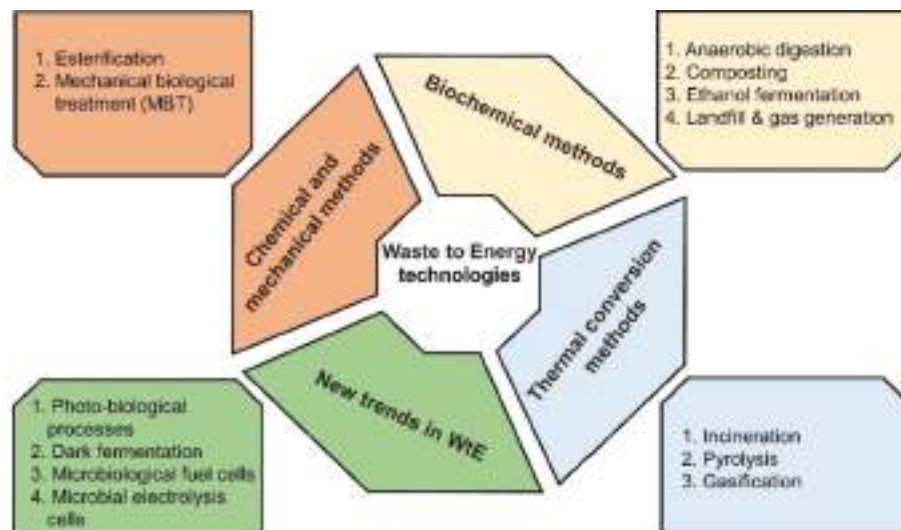 1. Esterification
2. Mechanical biological
treatment (MBT)
Biochemical methods
1. Anaerobic digestion
2. Composting
3. Ethanol fermentation
4. Landfill & gas generation
Chemical and
mechanical methods
Waste to Energy
technologies
Thermal conversion
methods
New trends in WtE
1. Photo-biological
processes
2. Dark fermentation
3. Microbiological fuel cells
4. Microbial electrolysis
cells
1. Incineration
2. Pyrolysis
3. Gasification